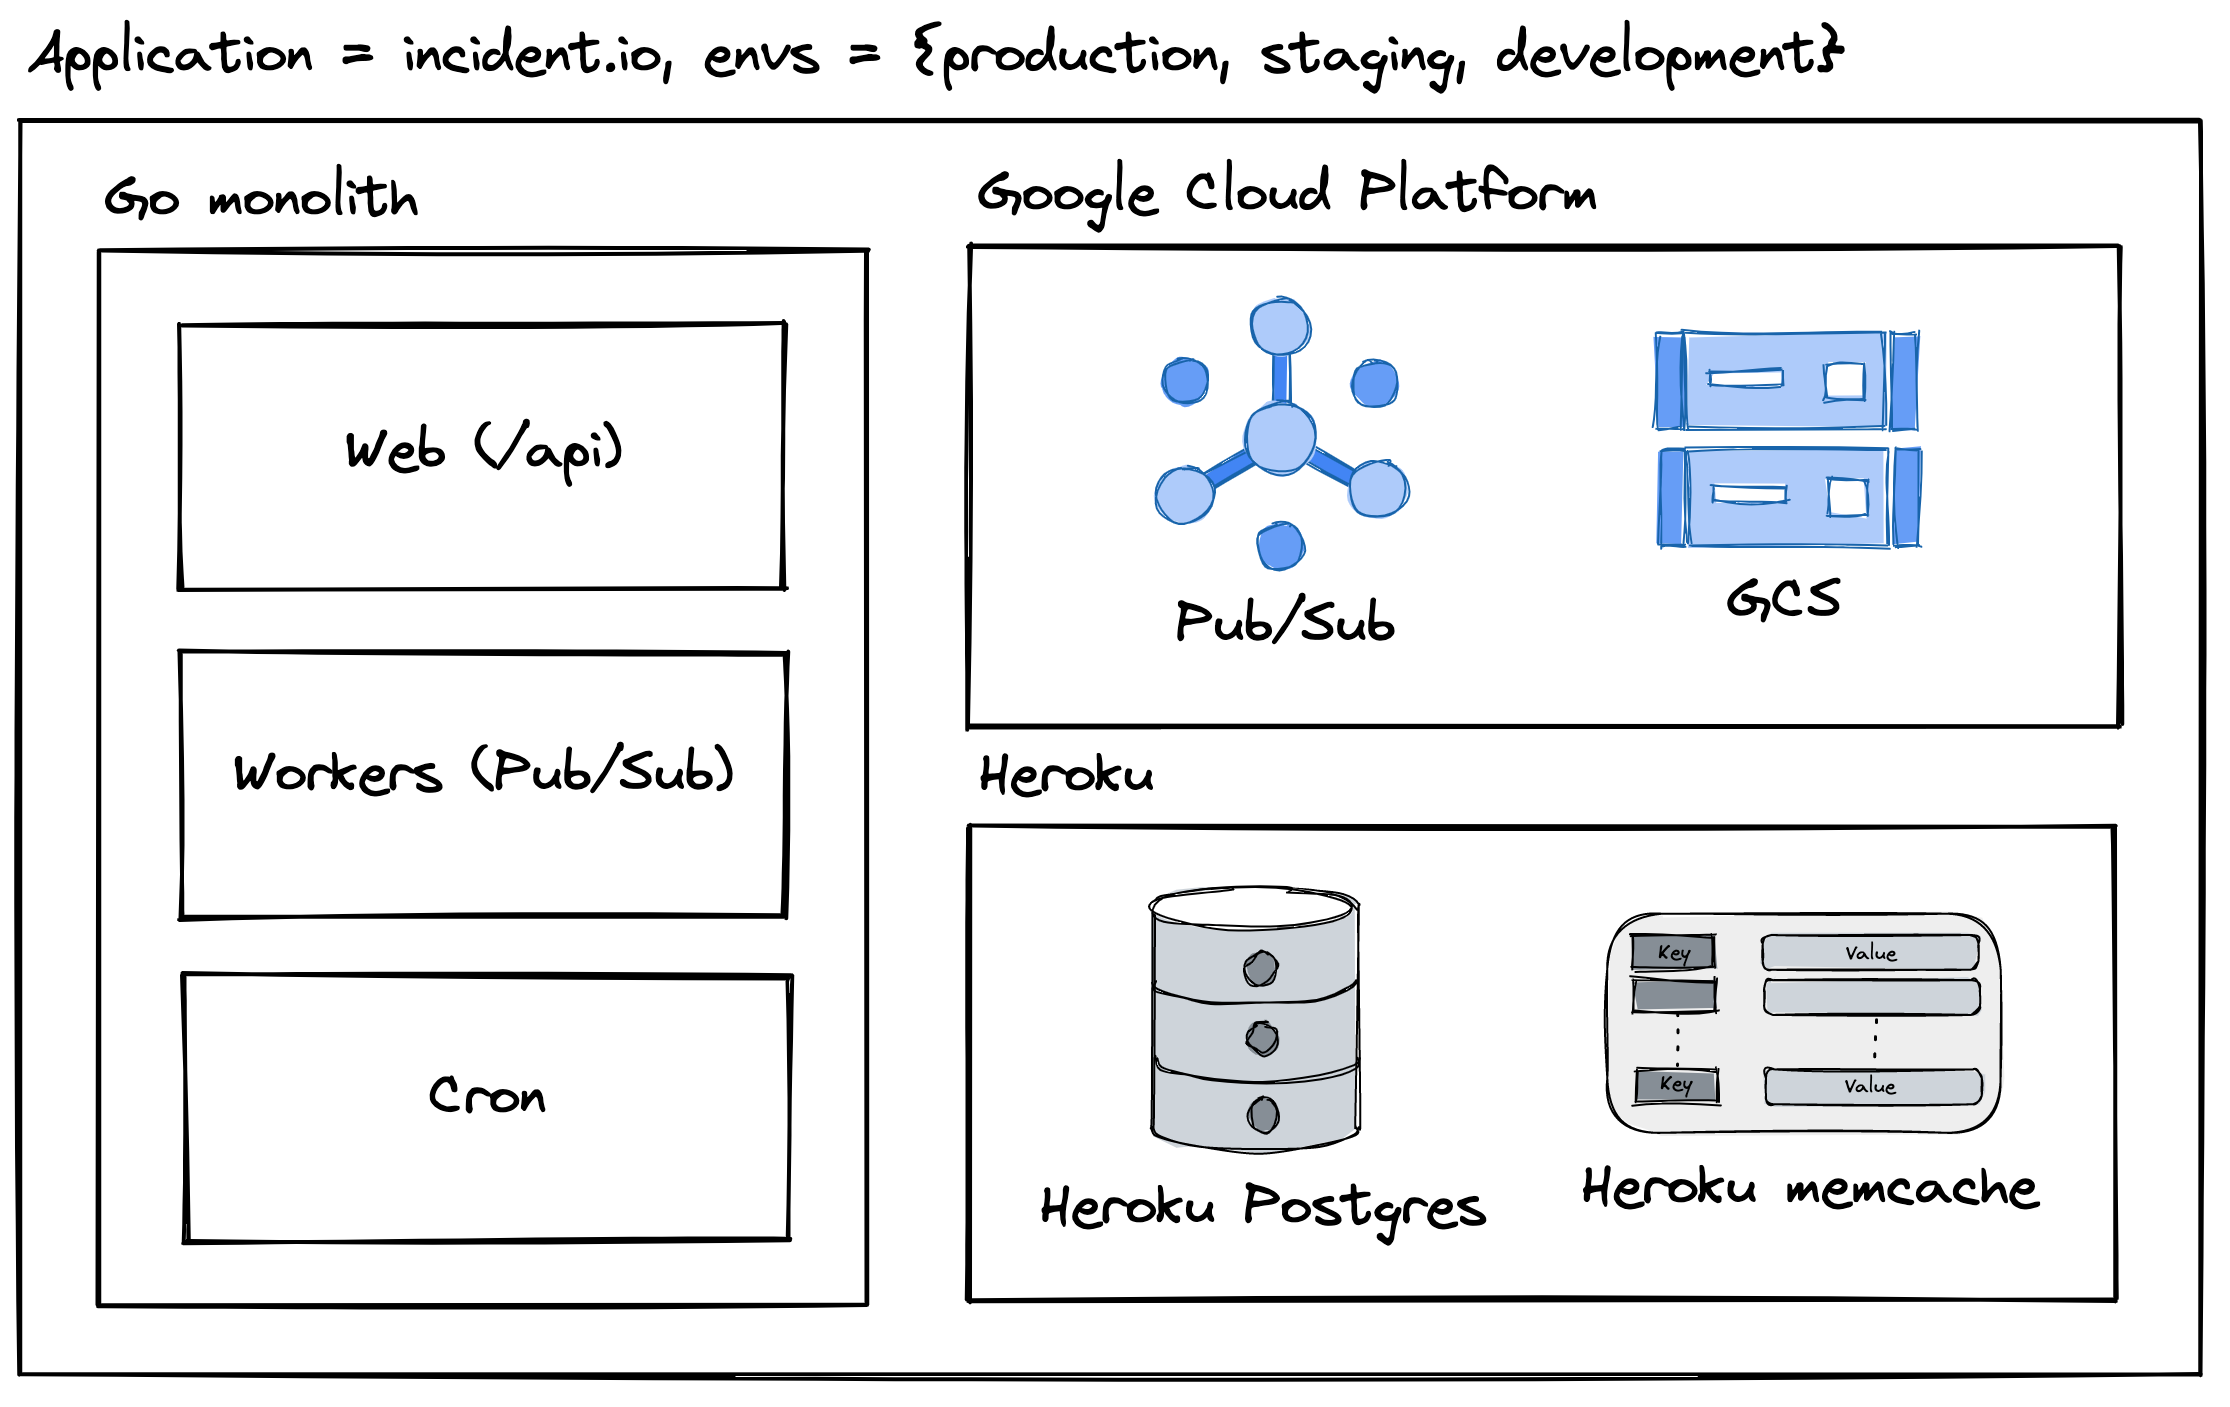 Application = incident.io, envs = {production, staging, development}
Go monolith
Web (/api)
Workers (Pub/Sub)
Cron
Google Cloud Platform
Pub/Sub
GCS
Heroku
Key
Value
Key
Value
Heroku Postgres
Heroku memcache